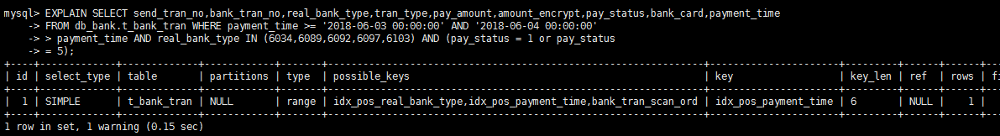 mysql> EXPLAIN SELECT send_tran_no,bank_tran_no,real_bank_type,tran_type,pay_amount,amount_encrypt,pay_status,bank_card,payment_time
    -> FROM db_bank.t_bank_tran WHERE payment_time >= '2018-06-03 00:00:00' AND '2018-06-04 00:00:00'
    -> > payment_time AND real_bank_type IN (6034,6089,6092,6097,6103) AND (pay_status = 1 or pay_status
    -> = 5);
| id | select_type | table | partitions | type | possible_keys | key | key_len | ref | rows | fi
| 1 | SIMPLE | t_bank_tran | NULL | range | idx_pos_real_bank_type,idx_pos_payment_time,bank_tran_scan_ord | idx_pos_payment_time | 6 | NULL | 1 |
1 row in set, 1 warning (0.15 sec)